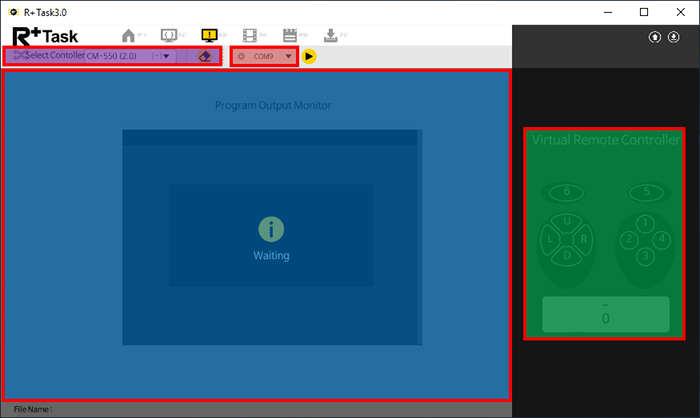 R+Task3.0
R+Task
Select Contoller CM-550 (2.0)
COM9
Program Output Monitor
Waiting
Virtual Remote Controller
6 5
U
L R
D
1
2 4
3
–
0
File Name :